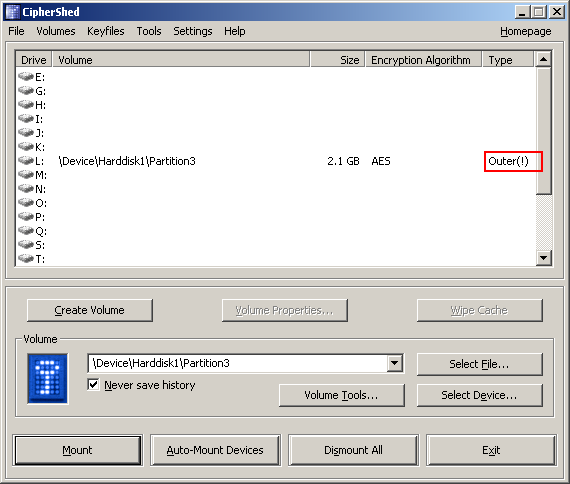 CipherShed
File Volumes Keyfiles Tools Settings Help Homepage
Drive Volume Size Encryption Algorithm Type
E:
G:
H:
I:
J:
K:
L: \Device\Harddisk1\Partition3 2.1 GB AES Outer(!)
M:
N:
O:
P:
Q:
S:
T:
Create Volume Volume Properties... Wipe Cache
Volume
\Device\Harddisk1\Partition3 Select File...
Never save history
Volume Tools... Select Device...
Mount Auto-Mount Devices Dismount All Exit